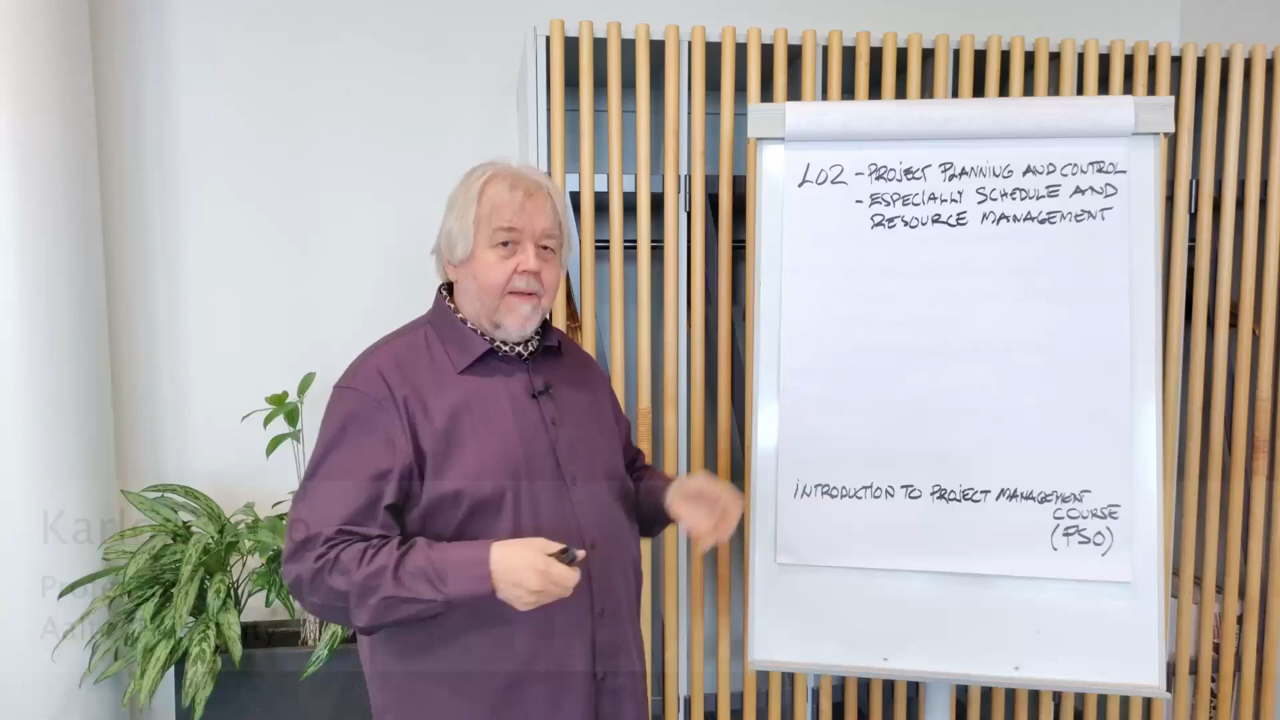 LO2 - PROJECT PLANNING AND CONTROL
- ESPECIALLY SCHEDULE AND
RESOURCE MANAGEMENT
INTRODUCTION TO PROJECT MANAGEMENT
COURSE
(PSO)